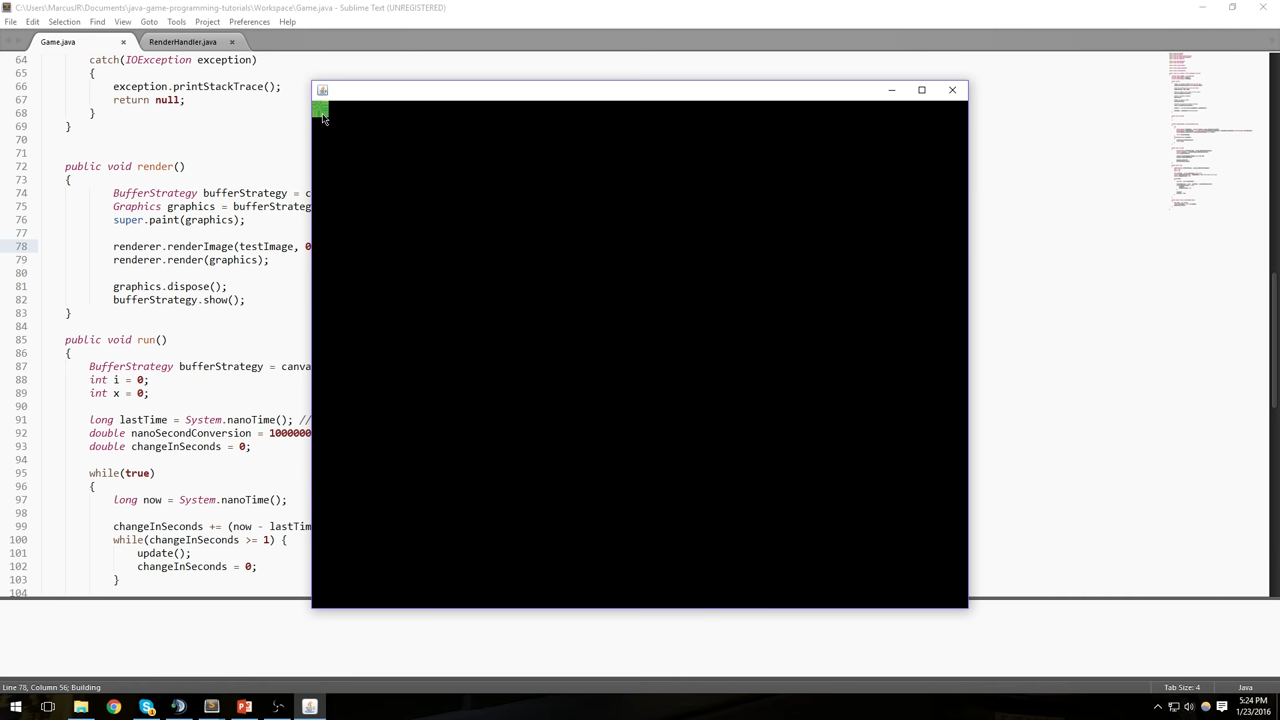 C:\Users\MarcusJR\Documents\java-game-programming-tutorials\Workspace\Game.java - Sublime Text (UNREGISTERED)
File Edit Selection Find View Goto Tools Project Preferences Help
Game.java RenderHandler.java
64 catch(IOException exception)
65 {
66 exception.printStackTrace();
67 return null;
68 }
69 }
70
71
72 public void render()
72 {
74 BufferStrategy bufferStrategy =
75 Graphics graphics =
76 super.paint(graphics);
77
78 renderer.renderImage(testImage, 0
79 renderer.render(graphics);
80
81 graphics.dispose();
82 bufferStrategy.show();
83 }
84
85 public void run()
86 {
87 BufferStrategy bufferStrategy =
88 int i = 0;
89 int x = 0;
90
91 long lastTime = System.nanoTime(); //
92 double nanoSecondConversion =
93 double changeInSeconds = 0;
94
95 while(true)
96 {
97 long now = System.nanoTime();
98
99 changeInSeconds += (now -
100 while(changeInSeconds >= 1) {
101 update();
102 changeInSeconds = 0;
103 }
104
Line 78, Column 56; Building Tab Size: 4 Java
5:24 PM
1/23/2016